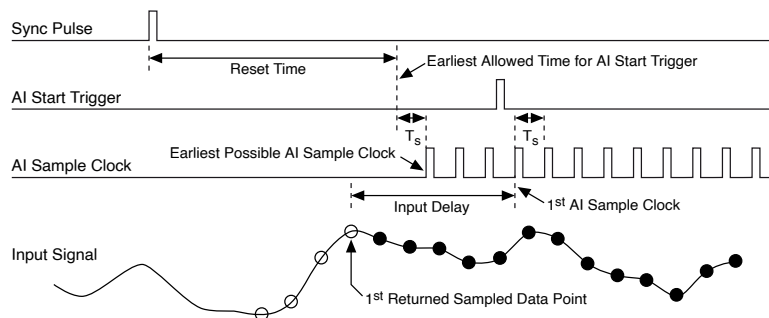 Sync Pulse
Reset Time
Earliest Allowed Time for AI Start Trigger
AI Start Trigger
Ts
Ts
Earliest Possible AI Sample Clock
AI Sample Clock
Input Delay
1st AI Sample Clock
Input Signal
1st Returned Sampled Data Point